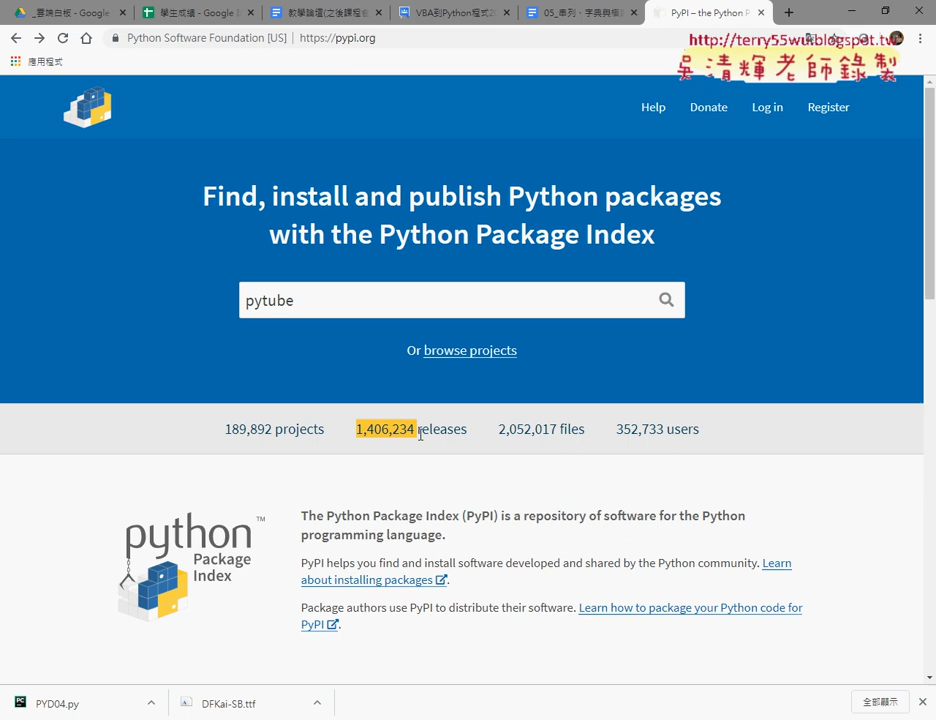 _雲端白板 - Google
學生成績 - Google
教學論壇(之後課程會
VBA到Python程式20
05_串列、字典與檔
PyPI – the Python P
Python Software Foundation [US] | https://pypi.org
http://terry55wu.blogspot.tw
吳清輝老師錄製
應用程式
Help
Donate
Log in
Register
Find, install and publish Python packages
with the Python Package Index
pytube
Or browse projects
189,892 projects
1,406,234 releases
2,052,017 files
352,733 users
python™
Package
Index
The Python Package Index (PyPI) is a repository of software for the Python
programming language.
PyPI helps you find and install software developed and shared by the Python community. Learn
about installing packages.
Package authors use PyPI to distribute their software. Learn how to package your Python code for
PyPI.
PC
PYD04.py
DFKai-SB.ttf
全部顯示